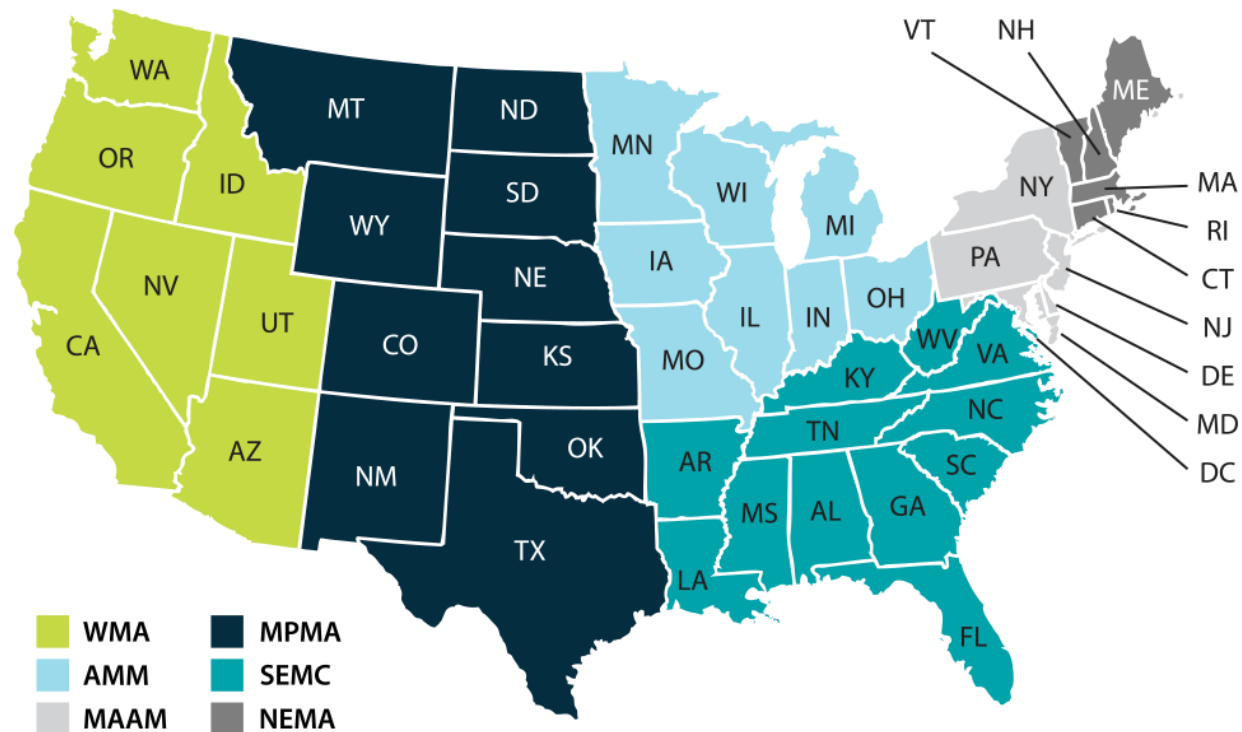 VT NH
ME
WA
MT ND
MN
OR
ID
SD
WI
NY
MA
WY
MI
RI
IA
PA
NE
CT
NV
OH
IL IN
UT
NJ
CA
CO
KS
MO
WV
VA
KY
DE
NC
MD
TN
AZ
OK
AR
SC
DC
NM
MS AL GA
TX
LA
FL
WMA MPMA
AMM SEMC
MAAM NEMA